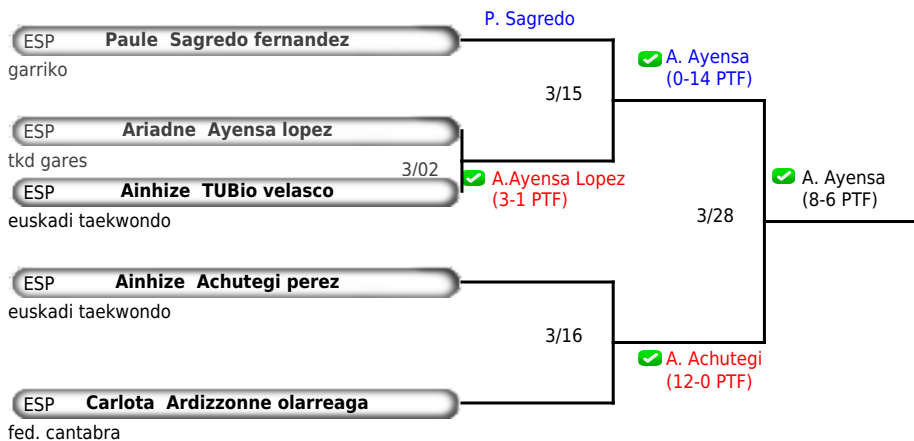 P. Sagredo
ESP Paule Sagredo fernandez
garriko
A. Ayensa
(0-14 PTF)
3/15
ESP Ariadne Ayensa lopez
tkd gares
3/02
A.Ayensa Lopez
(3-1 PTF)
A. Ayensa
(8-6 PTF)
ESP Ainhize TUBio velasco
euskadi taekwondo
3/28
ESP Ainhize Achutegi perez
euskadi taekwondo
3/16
A. Achutegi
(12-0 PTF)
ESP Carlota Ardizzonne olarreaga
fed. cantabra